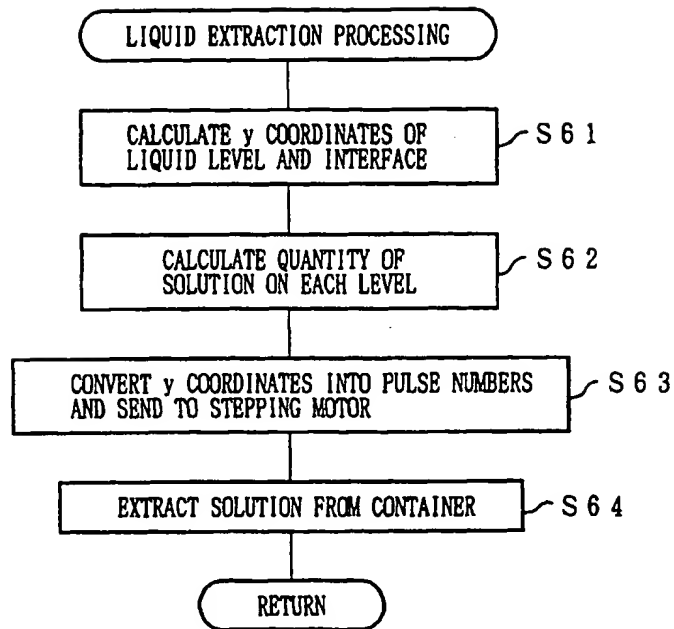 LIQUID EXTRACTION PROCESSING
CALCULATE y COORDINATES OF
LIQUID LEVEL AND INTERFACE
S61
CALCULATE QUANTITY OF
SOLUTION ON EACH LEVEL
S62
CONVERT y COORDINATES INTO PULSE NUMBERS
AND SEND TO STEPPING MOTOR
S63
EXTRACT SOLUTION FROM CONTAINER
S64
RETURN